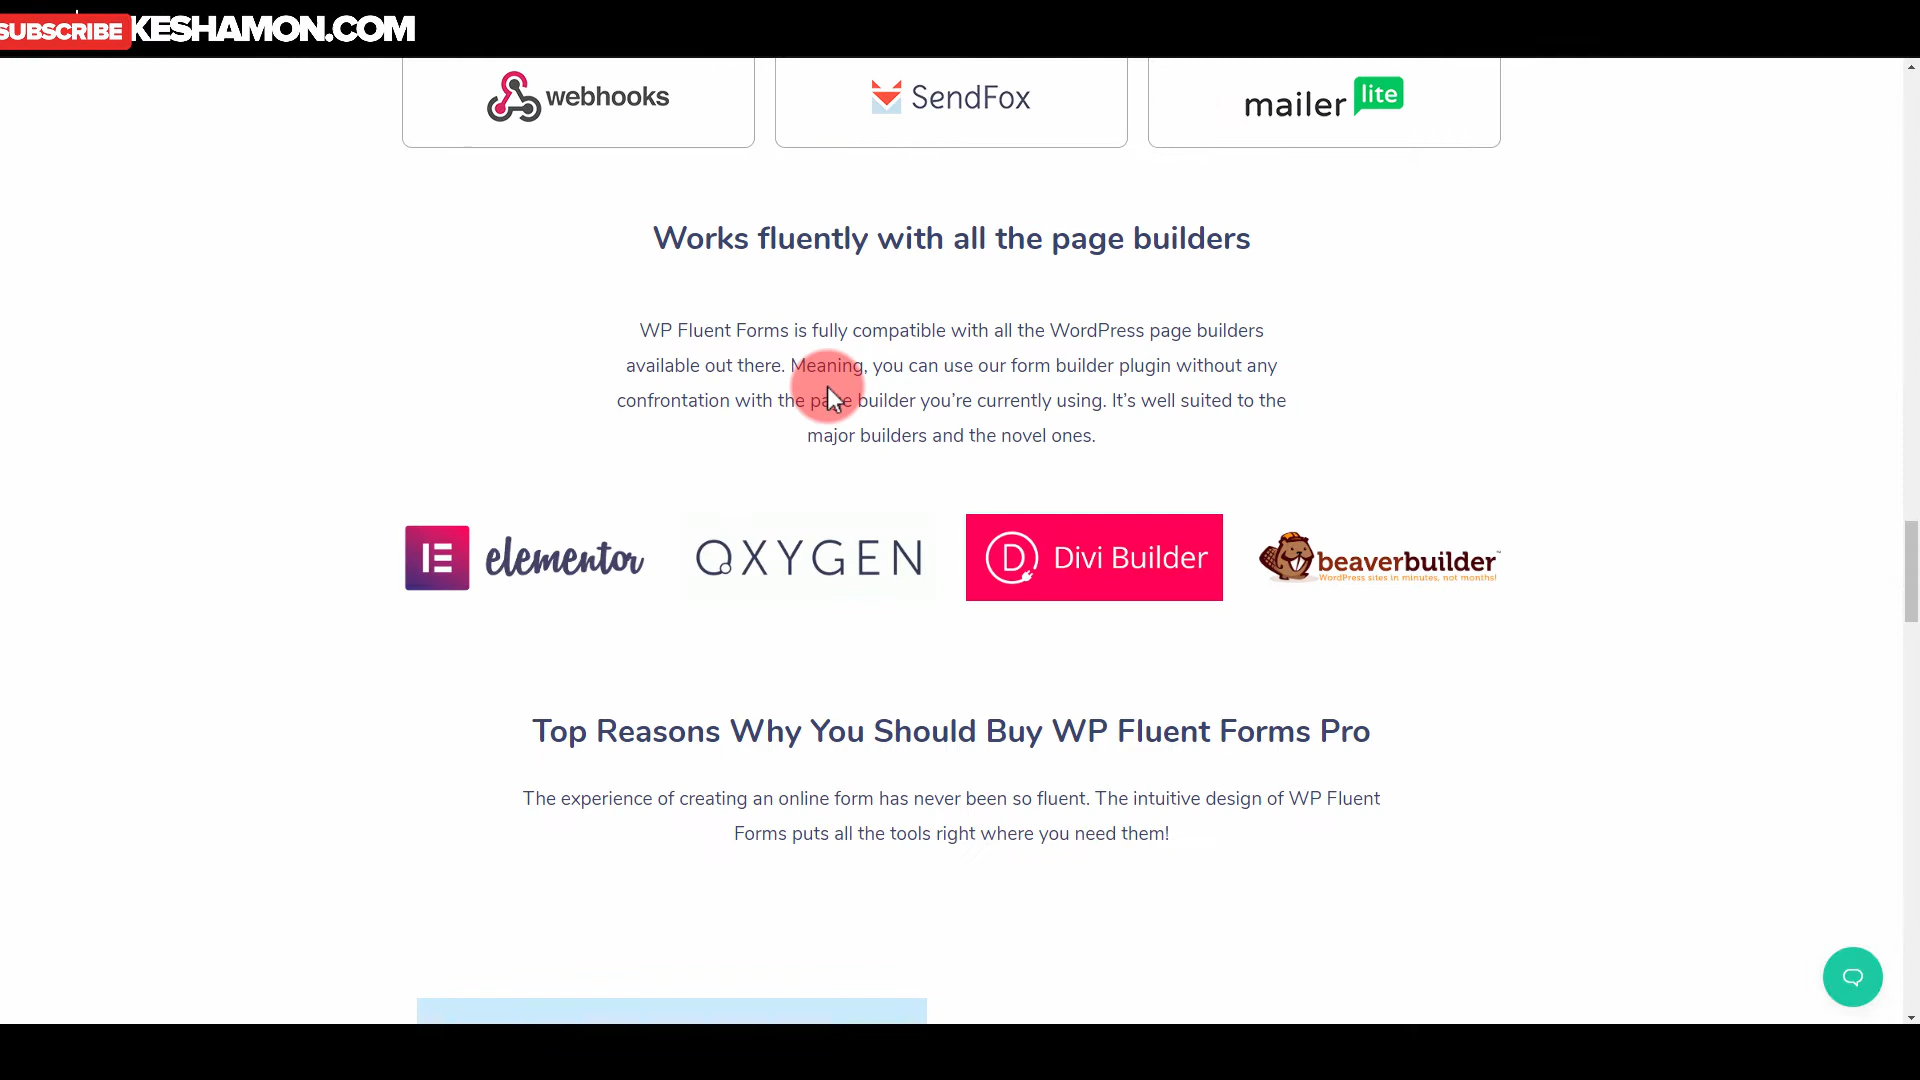 SUBSCRIBE KESHAMON.COM
webhooks
SendFox
mailer lite
Works fluently with all the page builders
WP Fluent Forms is fully compatible with all the WordPress page builders
available out there. Meaning, you can use our form builder plugin without any
confrontation with the page builder you're currently using. It's well suited to the
major builders and the novel ones.
elementor
OXYGEN
D Divi Builder
beaverbuilder™
WordPress sites in minutes, not months!
Top Reasons Why You Should Buy WP Fluent Forms Pro
The experience of creating an online form has never been so fluent. The intuitive design of WP Fluent
Forms puts all the tools right where you need them!